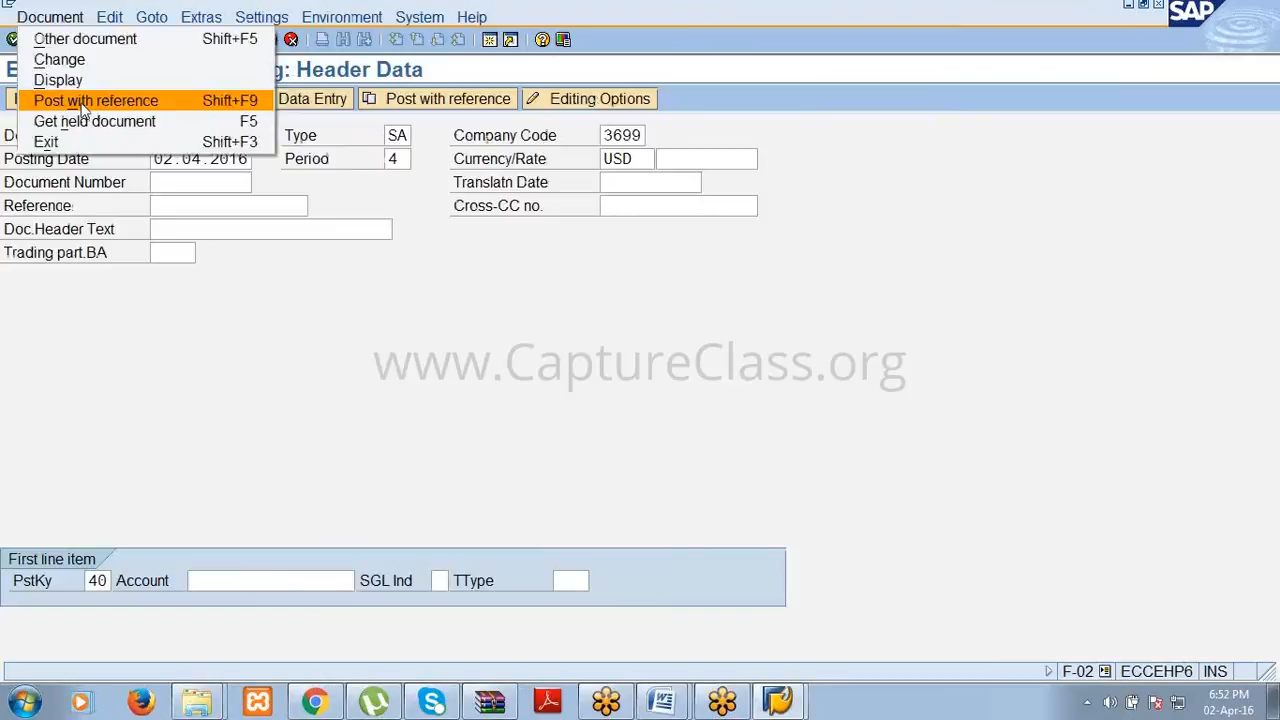 Document Edit Goto Extras Settings Environment System Help
SAP
Other document Shift+F5
Change
Display
Post with reference Shift+F9
Get held document F5
Exit Shift+F3
: Header Data
Data Entry Post with reference Editing Options
Type SA Company Code 3699
Posting Date 02.04.2016 Period 4 Currency/Rate USD
Document Number Translatn Date
Reference Cross-CC no.
Doc.Header Text
Trading part.BA
www.CaptureClass.org
First line item
PstKy 40 Account SGL Ind TType
F-02 ECCEHP6 INS
6:52 PM
02-Apr-16